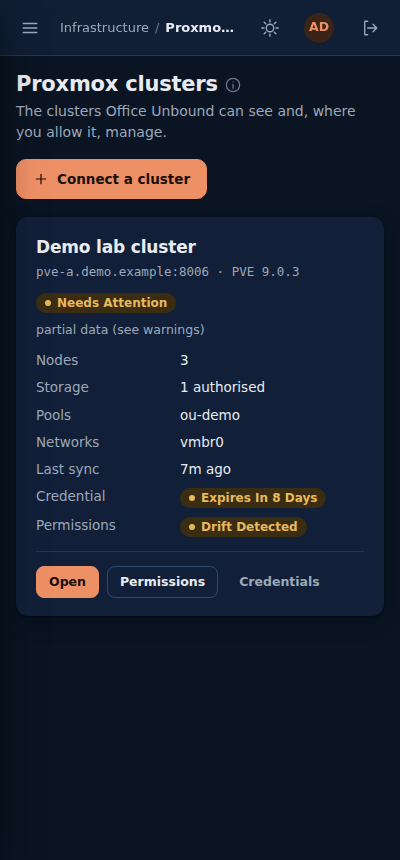 Infrastructure / Proxmo...
AD
Proxmox clusters
The clusters Office Unbound can see and, where
you allow it, manage.
Connect a cluster
Demo lab cluster
pve-a.demo.example:8006 · PVE 9.0.3
Needs Attention
partial data (see warnings)
Nodes 3
Storage 1 authorised
Pools ou-demo
Networks vmbr0
Last sync 7m ago
Credential Expires In 8 Days
Permissions Drift Detected
Open Permissions Credentials